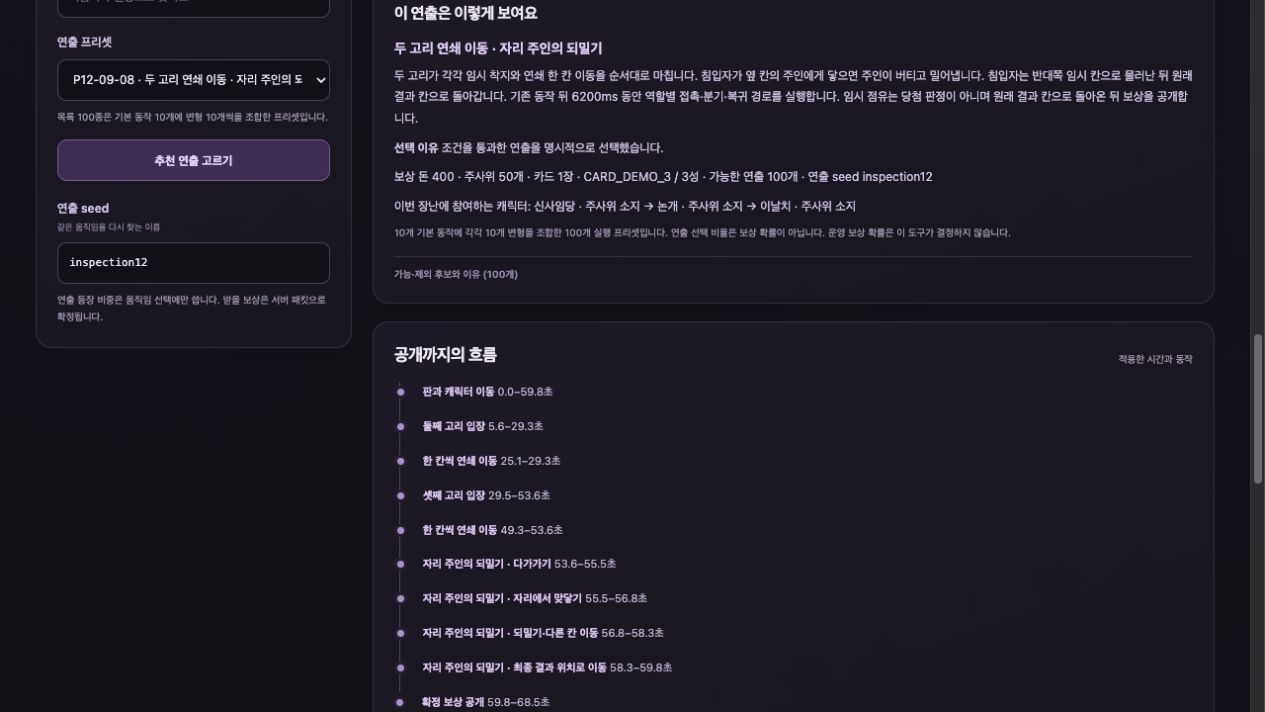 연출 프리셋
P12-09-08 · 두 고리 연쇄 이동 · 자리 주인의 되
목록 100종은 기본 동작 10개에 변형 10개씩을 조합한 프리셋입니다.
추천 연출 고르기
연출 seed
같은 움직임을 다시 찾는 이름
inspection12
연출 등장 비중은 움직임 선택에만 씁니다. 받을 보상은 서버 패킷으로
확정됩니다.
이 연출은 이렇게 보여요
두 고리 연쇄 이동 · 자리 주인의 되밀기
두 고리가 각각 임시 착지와 연쇄 한 칸 이동을 순서대로 마칩니다. 침입자가 옆 칸의 주인에게 닿으면 주인이 버티고 밀어냅니다. 침입자는 반대쪽 임시 칸으로 물러난 뒤 원래
결과 칸으로 돌아갑니다. 기존 동작 뒤 6200ms 동안 역할별 접촉·분기·복귀 경로를 실행합니다. 임시 점유는 당첨 판정이 아니며 원래 결과 칸으로 돌아온 뒤 보상을 공개합
니다.
선택 이유 조건을 통과한 연출을 명시적으로 선택했습니다.
보상 돈 400 · 주사위 50개 · 카드 1장 · CARD_DEMO_3 / 3성 · 가능한 연출 100개 · 연출 seed inspection12
이번 장난에 참여하는 캐릭터: 신사임당 · 주사위 소지 → 논개 · 주사위 소지 → 이날치 · 주사위 소지
10개 기본 동작에 각각 10개 변형을 조합한 100개 실행 프리셋입니다. 연출 선택 비율은 보상 확률이 아닙니다. 운영 보상 확률은 이 도구가 결정하지 않습니다.
가능·제외 후보와 이유 (100개)
공개까지의 흐름
적용한 시간과 동작
판과 캐릭터 이동 0.0–59.8초
둘째 고리 입장 5.6–29.3초
한 칸씩 연쇄 이동 25.1–29.3초
셋째 고리 입장 29.5–53.6초
한 칸씩 연쇄 이동 49.3–53.6초
자리 주인의 되밀기 · 다가가기 53.6–55.5초
자리 주인의 되밀기 · 자리에서 맞닿기 55.5–56.8초
자리 주인의 되밀기 · 되밀기·다른 칸 이동 56.8–58.3초
자리 주인의 되밀기 · 최종 결과 위치로 이동 58.3–59.8초
확정 보상 공개 59.8–68.5초